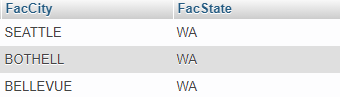 FacCity FacState
SEATTLE WA
BOTHELL WA
BELLEVUE WA